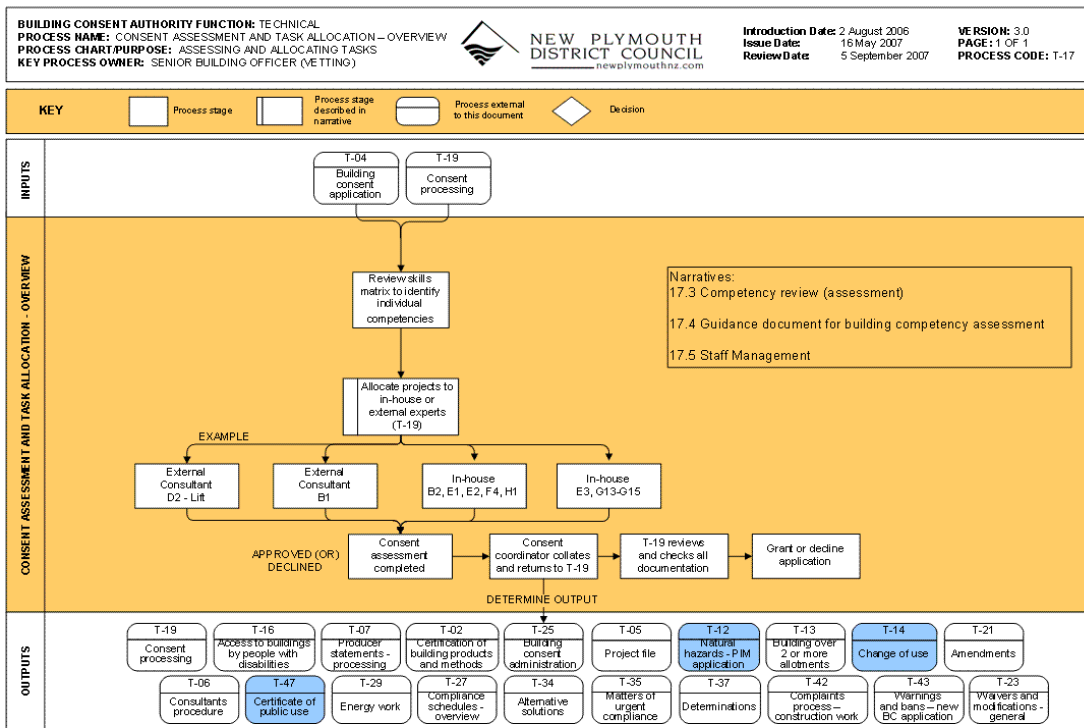 BUILDING CONSENT AUTHORITY FUNCTION: TECHNICAL
PROCESS NAME: CONSENT ASSESSMENT AND TASK ALLOCATION – OVERVIEW
PROCESS CHART/PURPOSE: ASSESSING AND ALLOCATING TASKS
KEY PROCESS OWNER: SENIOR BUILDING OFFICER (VETTING)
NEW PLYMOUTH
DISTRICT COUNCIL
newplymouthnz.com
Introduction Date: 2 August 2006
Issue Date: 16 May 2007
Review Date: 5 September 2007
VERSION: 3.0
PAGE: 1 OF 1
PROCESS CODE: T-17
KEY
Process stage
Process stage
described in
narrative
Process external
to this document
Decision
INPUTS
T-04
Building
consent
application
T-19
Consent
processing
CONSENT ASSESSMENT AND TASK ALLOCATION - OVERVIEW
Review skills
matrix to identify
individual
competencies
Narratives:
17.3 Competency review (assessment)
17.4 Guidance document for building competency assessment
17.5 Staff Management
Allocate projects to
in-house or
external experts
(T-19)
EXAMPLE
External
Consultant
D2 - Lift
External
Consultant
B1
In-house
B2, E1, E2, F4, H1
In-house
E3, G13-G15
APPROVED (OR)
DECLINED
Consent
assessment
completed
Consent
coordinator collates
and returns to T-19
T-19 reviews
and checks all
documentation
Grant or decline
application
DETERMINE OUTPUT
OUTPUTS
T-19
Consent
processing
T-16
Access to buildings
by people with
disabilities
T-07
Producer
statements -
processing
T-02
Certification of
building products
and methods
T-25
Building
consent
administration
T-05
Project file
T-12
Natural
hazards - PIM
application
T-13
Building over
2 or more
allotments
T-14
Change of use
T-21
Amendments
T-06
Consultants
procedure
T-47
Certificate of
public use
T-29
Energy work
T-27
Compliance
schedules -
overview
T-34
Alternative
solutions
T-35
Matters of
urgent
compliance
T-37
Determinations
T-42
Complaints
process –
construction work
T-43
Warnings
and bans – new
BC application
T-23
Waivers and
modifications -
general